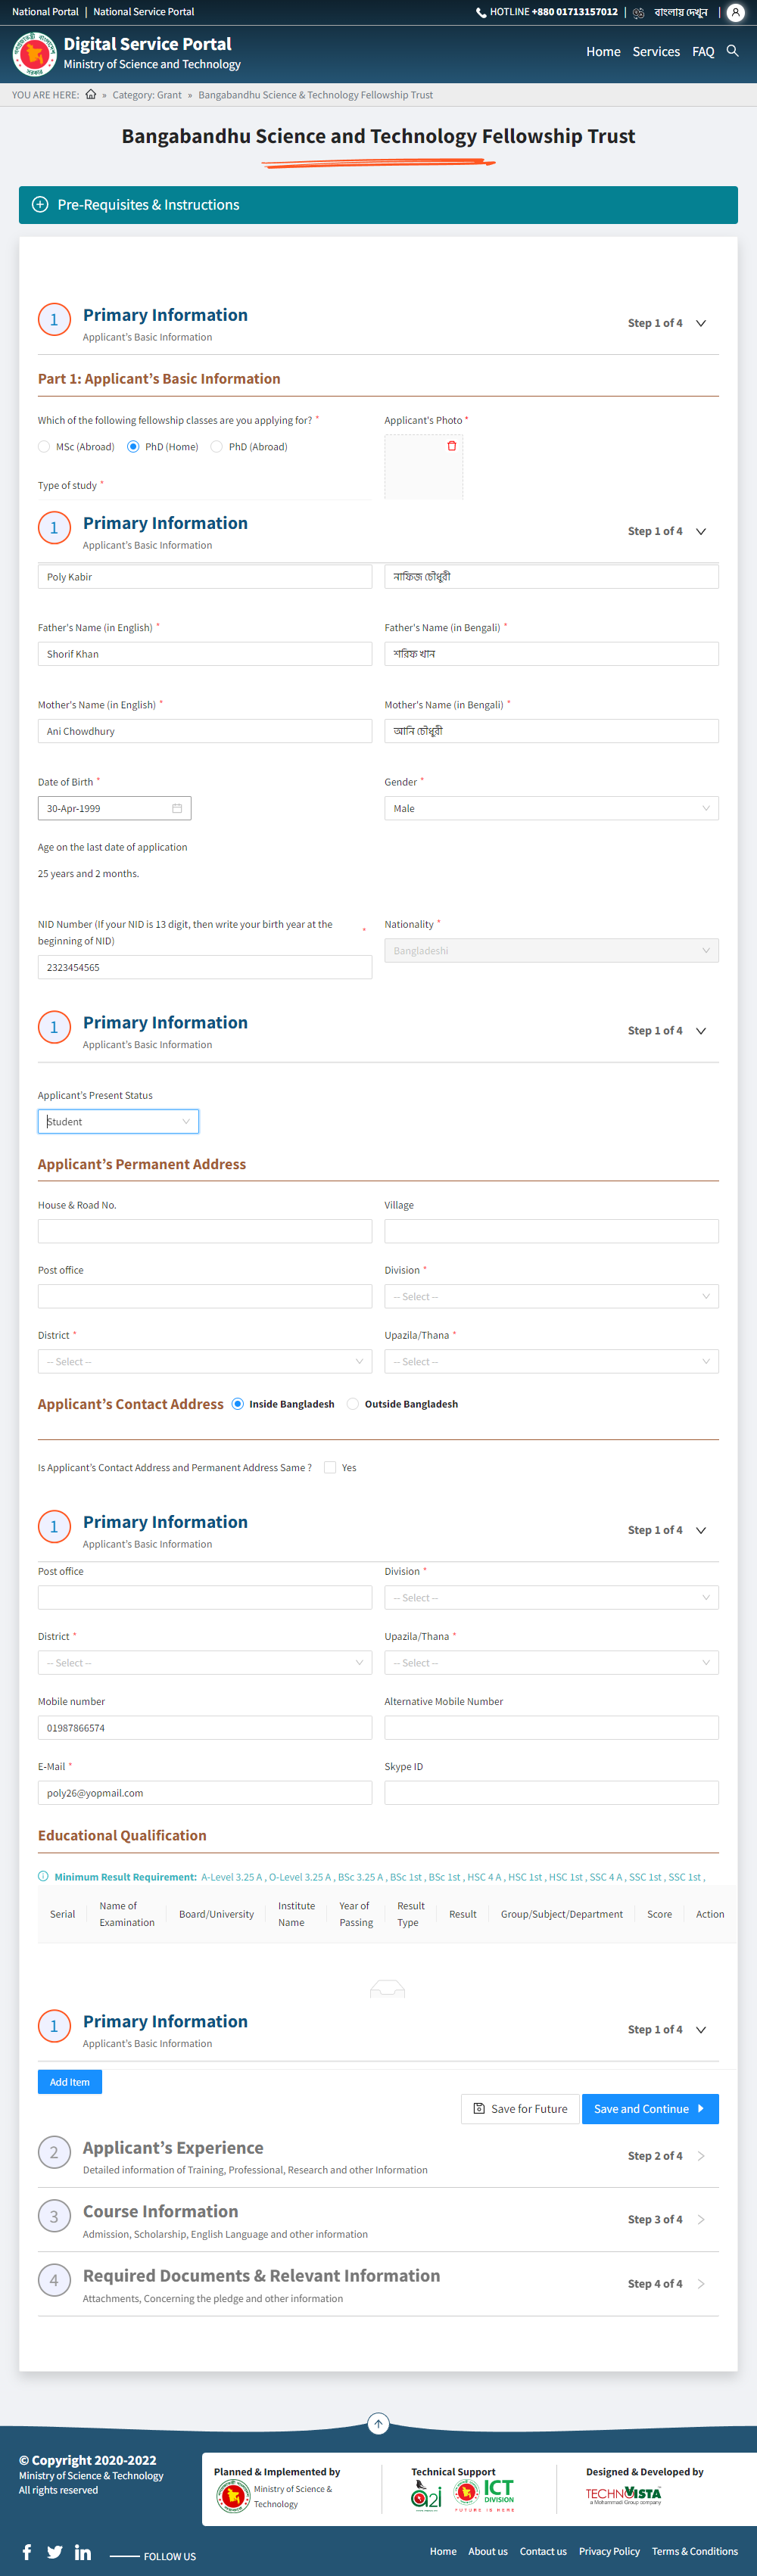 National Portal | National Service Portal
HOTLINE +880 01713157012 | বাংলায় দেখুন |
Digital Service Portal
Ministry of Science and Technology
Home Services FAQ
YOU ARE HERE: » Category: Grant » Bangabandhu Science & Technology Fellowship Trust
Bangabandhu Science and Technology Fellowship Trust
Pre-Requisites & Instructions
1 Primary Information
Applicant's Basic Information
Step 1 of 4
Part 1: Applicant's Basic Information
Which of the following fellowship classes are you applying for? *
Applicant's Photo *
MSc (Abroad) PhD (Home) PhD (Abroad)
Type of study *
1 Primary Information
Applicant's Basic Information
Step 1 of 4
Poly Kabir
নাফিজ চৌধুরী
Father's Name (in English) *
Father's Name (in Bengali) *
Shorif Khan
শরিফ খান
Mother's Name (in English) *
Mother's Name (in Bengali) *
Ani Chowdhury
আনি চৌধুরী
Date of Birth *
Gender *
30-Apr-1999
Male
Age on the last date of application
25 years and 2 months.
NID Number (If your NID is 13 digit, then write your birth year at the
beginning of NID) *
Nationality *
Bangladeshi
2323454565
1 Primary Information
Applicant's Basic Information
Step 1 of 4
Applicant's Present Status
Student
Applicant's Permanent Address
House & Road No.
Village
Post office
Division *
-- Select --
District *
Upazila/Thana *
-- Select --
-- Select --
Applicant's Contact Address Inside Bangladesh Outside Bangladesh
Is Applicant's Contact Address and Permanent Address Same ? Yes
1 Primary Information
Applicant's Basic Information
Step 1 of 4
Post office
Division *
-- Select --
District *
Upazila/Thana *
-- Select --
-- Select --
Mobile number
Alternative Mobile Number
01987866574
E-Mail *
Skype ID
poly26@yopmail.com
Educational Qualification
Minimum Result Requirement: A-Level 3.25 A , O-Level 3.25 A , BSc 3.25 A , BSc 1st , BSc 1st , HSC 4 A , HSC 1st , HSC 1st , SSC 4 A , SSC 1st , SSC 1st ,
Serial
Name of
Examination
Board/University
Institute
Name
Year of
Passing
Result
Type
Result
Group/Subject/Department
Score
Action
1 Primary Information
Applicant's Basic Information
Step 1 of 4
Add Item
Save for Future
Save and Continue
2 Applicant's Experience
Detailed information of Training, Professional, Research and other Information
Step 2 of 4
3 Course Information
Admission, Scholarship, English Language and other information
Step 3 of 4
4 Required Documents & Relevant Information
Attachments, Concerning the pledge and other information
Step 4 of 4
© Copyright 2020-2022
Ministry of Science & Technology
All rights reserved
Planned & Implemented by
Ministry of Science &
Technology
Technical Support
a2i
ICT
DIVISION
FUTURE IS HERE
Designed & Developed by
TECHNOVISTA
a Mohammadi Group company
FOLLOW US
Home About us Contact us Privacy Policy Terms & Conditions